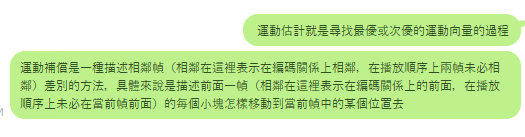 運動估計就是尋找最優或次優的運動向量的過程
運動補償是一種描述相鄰幀（相鄰在這裡表示在編碼關係上相鄰，在播放順序上兩幀未必相
鄰）差別的方法，具體來說是描述前面一幀（相鄰在這裡表示在編碼關係上的前面，在播放
順序上未必在當前幀前面）的每個小塊怎樣移動到當前幀中的某個位置去